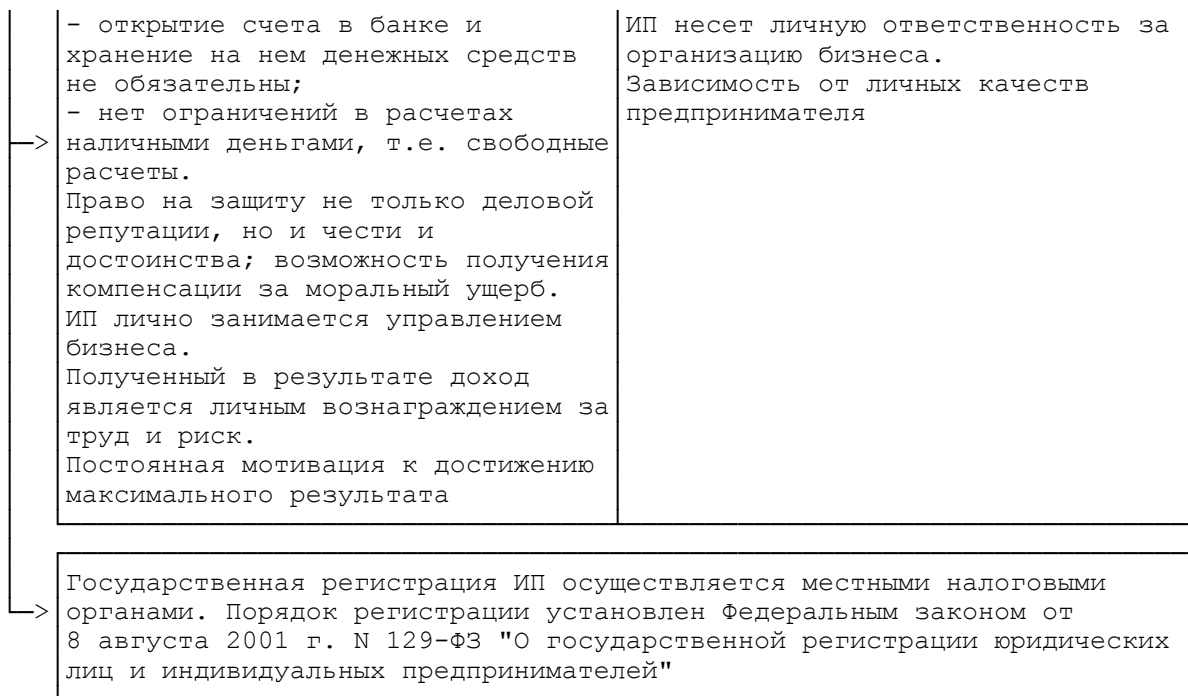 - открытие счета в банке и
хранение на нем денежных средств
не обязательны;
- нет ограничений в расчетах
наличными деньгами, т.е. свободные
расчеты.
Право на защиту не только деловой
репутации, но и чести и
достоинства; возможность получения
компенсации за моральный ущерб.
ИП лично занимается управлением
бизнеса.
Полученный в результате доход
является личным вознаграждением за
труд и риск.
Постоянная мотивация к достижению
максимального результата
ИП несет личную ответственность за
организацию бизнеса.
Зависимость от личных качеств
предпринимателя
Государственная регистрация ИП осуществляется местными налоговыми
органами. Порядок регистрации установлен Федеральным законом от
8 августа 2001 г. N 129-ФЗ "О государственной регистрации юридических
лиц и индивидуальных предпринимателей"